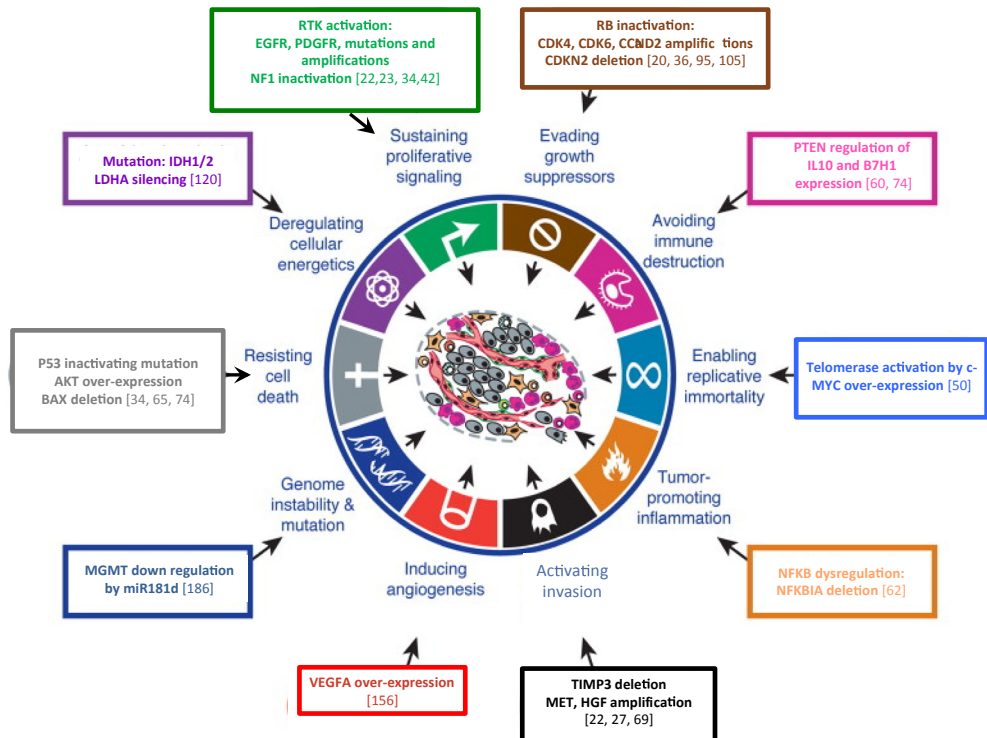 RTK activation:
EGFR, PDGFR, mutations and
amplifications
NF1 inactivation [22,23, 34,42]
RB inactivation:
CDK4, CDK6, CCND2 amplific tions
CDKN2 deletion [20, 36, 95, 105]
Mutation: IDH1/2
LDHA silencing [120]
Sustaining
proliferative
signaling
Evading
growth
suppressors
PTEN regulation of
IL10 and B7H1
expression [60, 74]
Deregulating
cellular
energetics
Avoiding
immune
destruction
P53 inactivating mutation
AKT over-expression
BAX deletion [34, 65, 74]
Resisting
cell
death
Enabling
replicative
immortality
Telomerase activation by c-
MYC over-expression [50]
Genome
instability &
mutation
Tumor-
promoting
inflammation
MGMT down regulation
by miR181d [186]
Inducing
angiogenesis
Activating
invasion
NFKB dysregulation:
NFKBIA deletion [62]
VEGFA over-expression
[156]
TIMP3 deletion
MET, HGF amplification
[22, 27, 69]